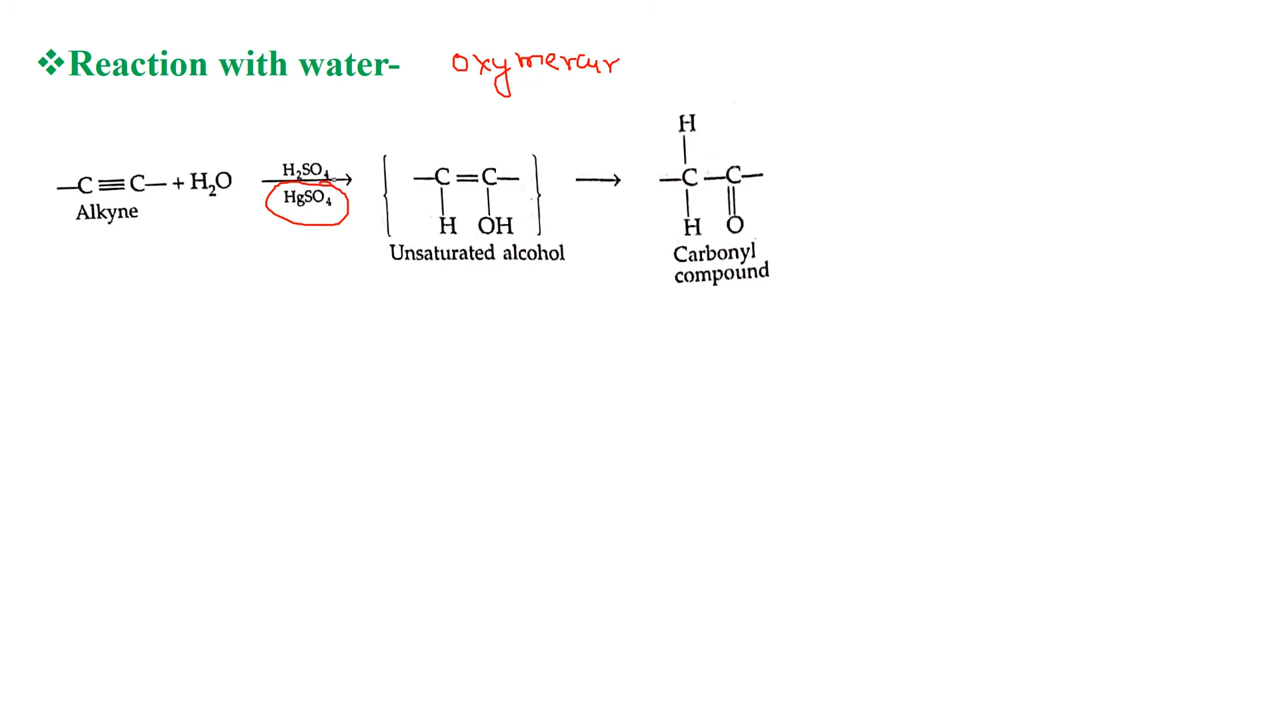 ❖Reaction with water- oxymercur
—C≡C— + H₂O
Alkyne
H₂SO₄
HgSO₄
—C=C—
H OH
Unsaturated alcohol
H
—C—C—
H O
Carbonyl
compound